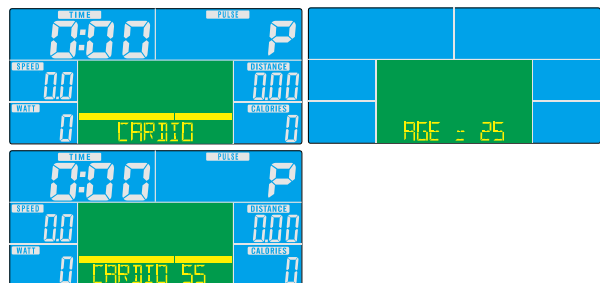 TIME PULSE
0:00 P
SPEED DISTANCE
0.0 0.00
WATT CALORIES
0 CARDIO 0
AGE = 25
TIME PULSE
0:00 P
SPEED DISTANCE
0.0 0.00
WATT CALORIES
0 CARDIO 55 0